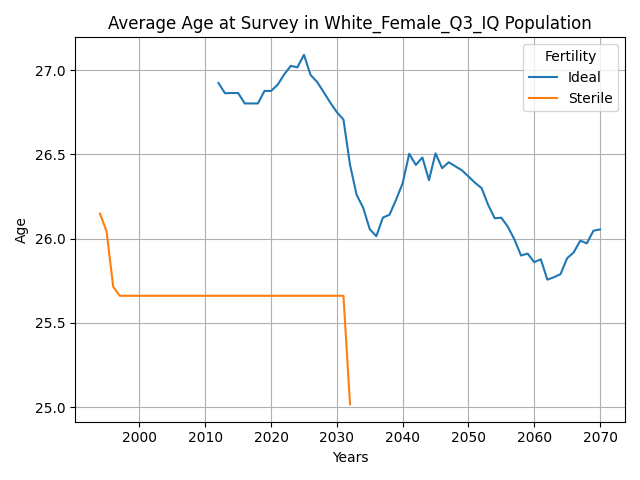 Average Age at Survey in White_Female_Q3_IQ Population
Fertility
Ideal
Sterile
27.0
26.5
26.0
25.5
25.0
Age
2000
2010
2020
2030
2040
2050
2060
2070
Years